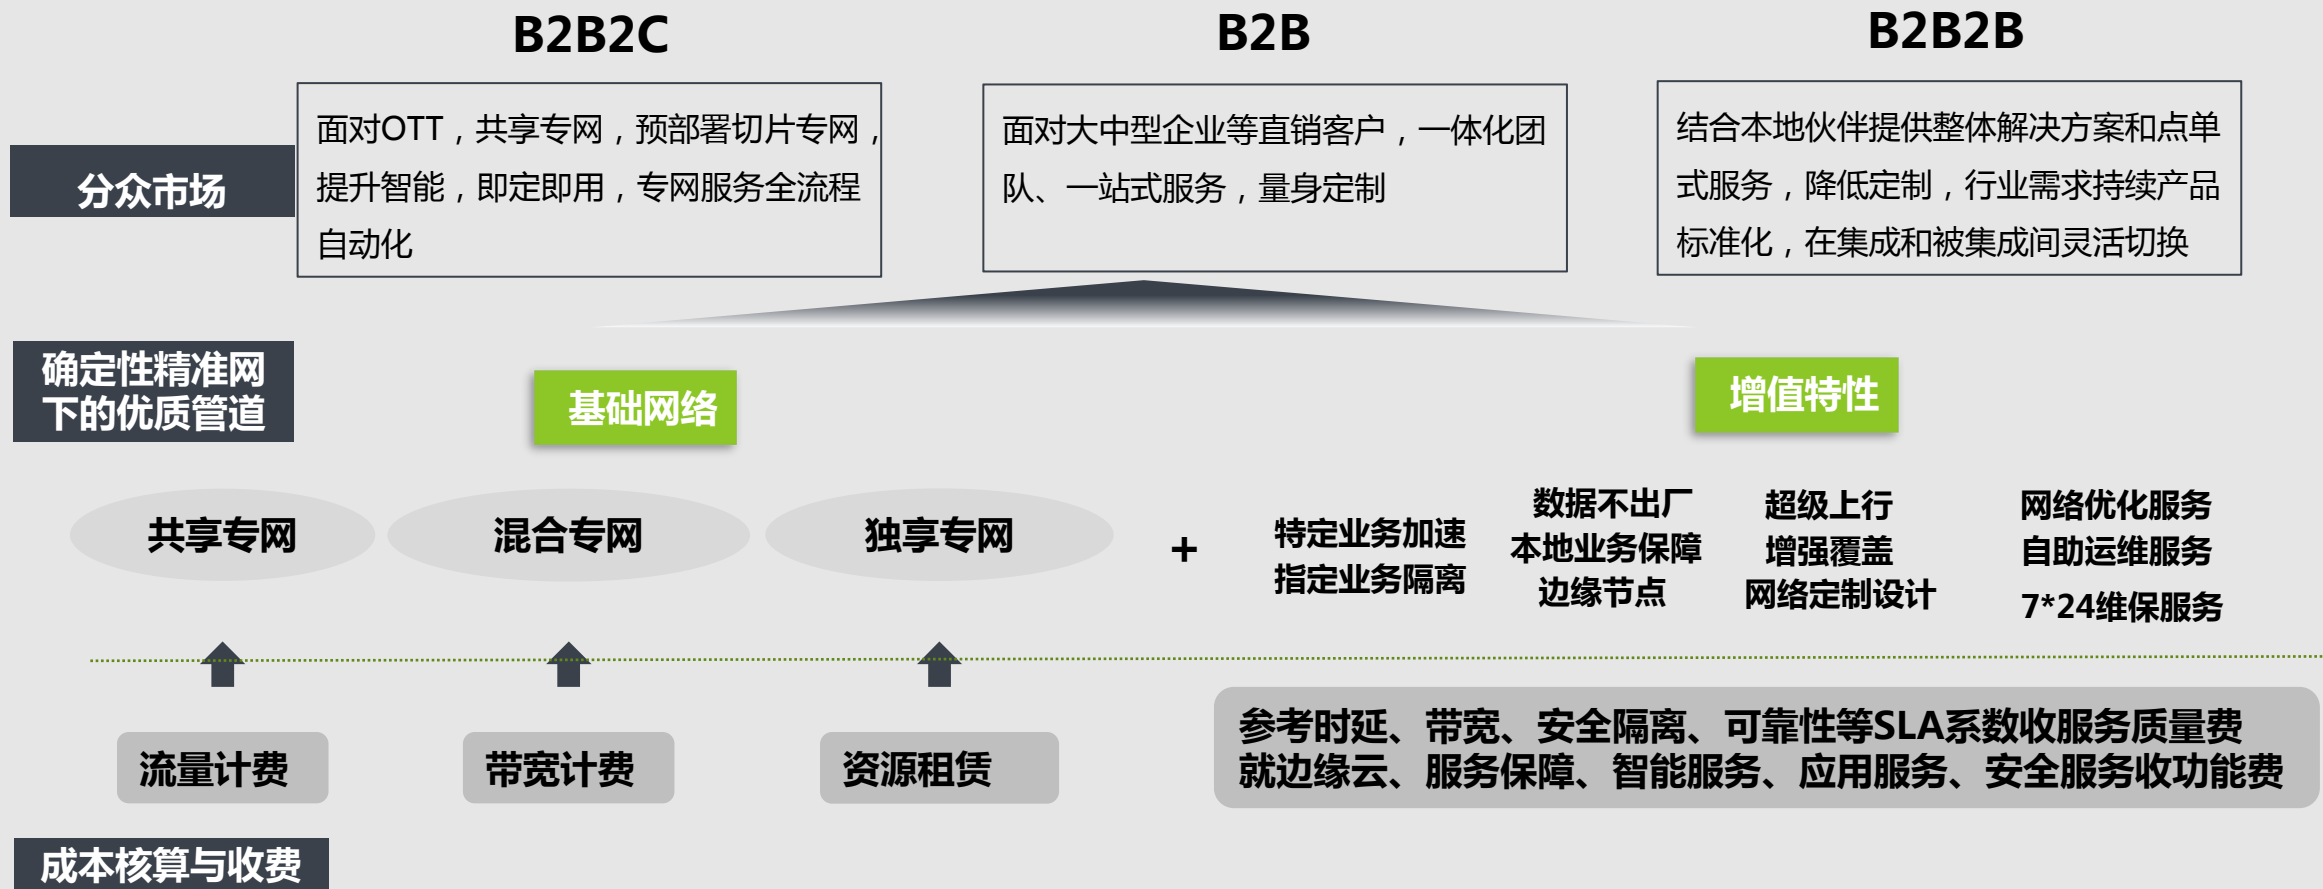 B2B2C
B2B
B2B2B
分众市场
面对OTT，共享专网，预部署切片专网，
提升智能，即定即用，专网服务全流程
自动化
面对大中型企业等直销客户，一体化团
队、一站式服务，量身定制
结合本地伙伴提供整体解决方案和点单
式服务，降低定制，行业需求持续产品
标准化，在集成和被集成间灵活切换
确定性精准网
下的优质管道
基础网络
增值特性
共享专网
混合专网
独享专网
+
特定业务加速
指定业务隔离
数据不出厂
本地业务保障
边缘节点
超级上行
增强覆盖
网络定制设计
网络优化服务
自助运维服务
7*24维保服务
流量计费
带宽计费
资源租赁
参考时延、带宽、安全隔离、可靠性等SLA系数收服务质量费
就边缘云、服务保障、智能服务、应用服务、安全服务收功能费
成本核算与收费